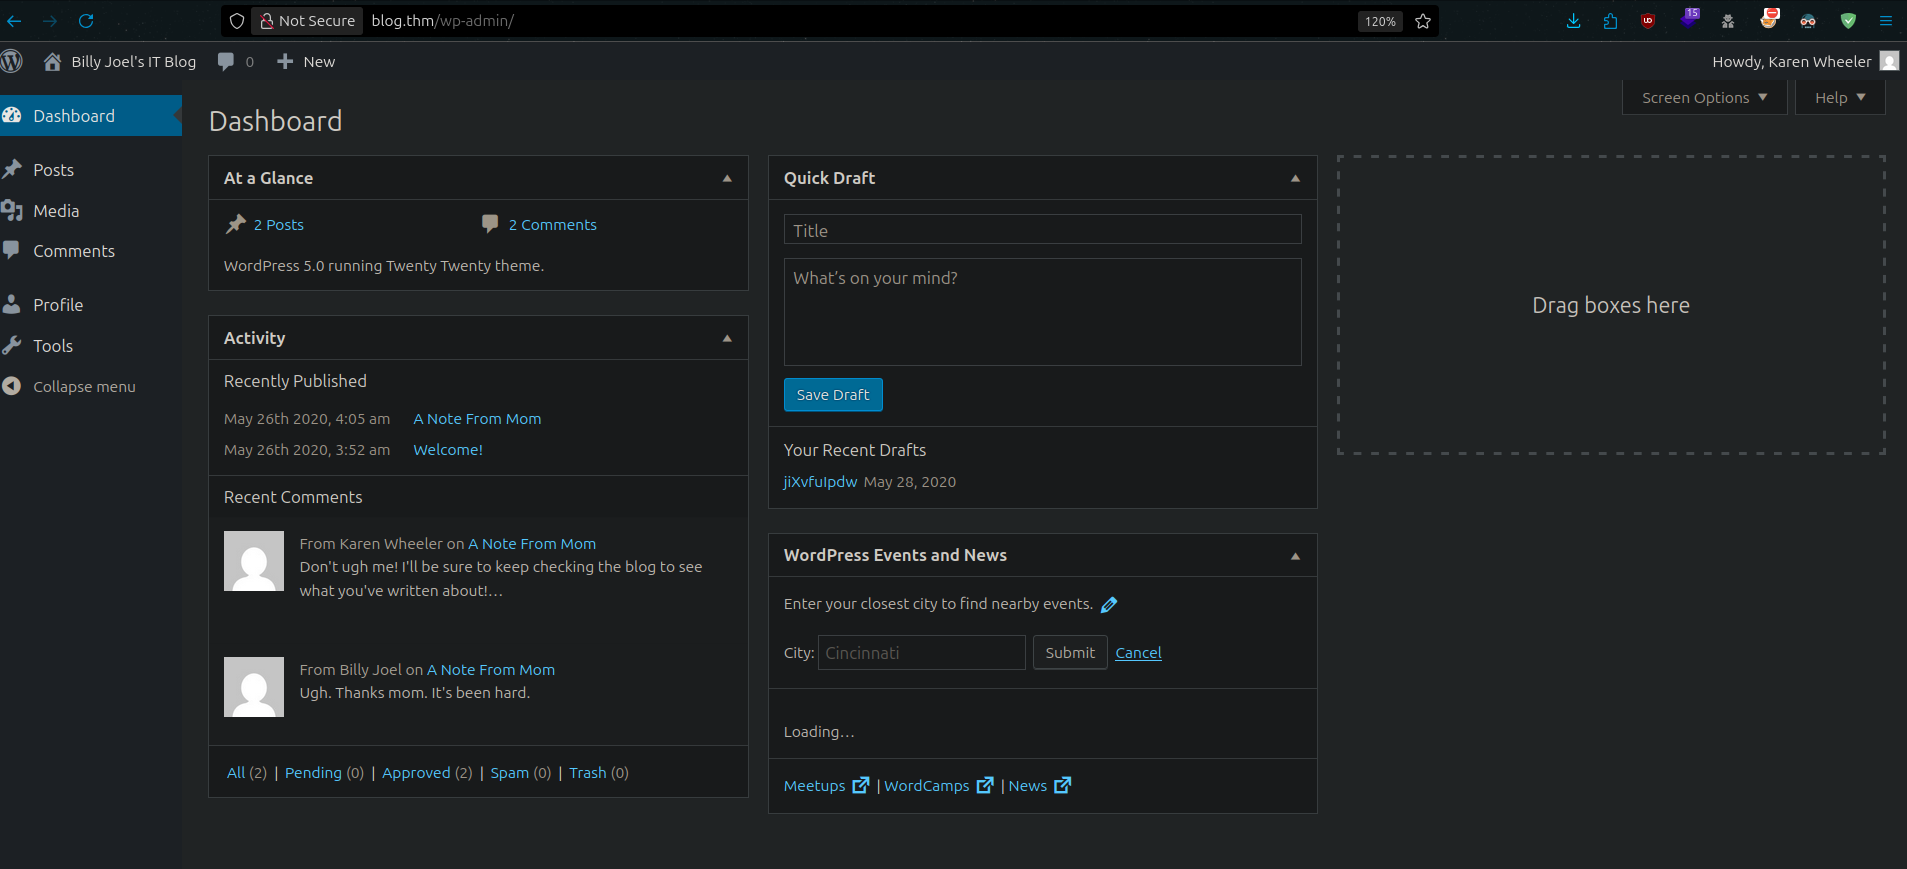 Not Secure blog.thm/wp-admin/ 120% 15
Billy Joel's IT Blog 0 New Howdy, Karen Wheeler
Screen Options Help
Dashboard
Posts
Media
Comments
Profile
Tools
Collapse menu
Dashboard
At a Glance
2 Posts 2 Comments
WordPress 5.0 running Twenty Twenty theme.
Activity
Recently Published
May 26th 2020, 4:05 am A Note From Mom
May 26th 2020, 3:52 am Welcome!
Recent Comments
From Karen Wheeler on A Note From Mom
Don't ugh me! I'll be sure to keep checking the blog to see
what you've written about!…
From Billy Joel on A Note From Mom
Ugh. Thanks mom. It's been hard.
All (2) | Pending (0) | Approved (2) | Spam (0) | Trash (0)
Quick Draft
Title
What's on your mind?
Save Draft
Your Recent Drafts
jiXvfuIpdw May 28, 2020
WordPress Events and News
Enter your closest city to find nearby events.
City: Cincinnati Submit Cancel
Loading…
Meetups | WordCamps | News
Drag boxes here